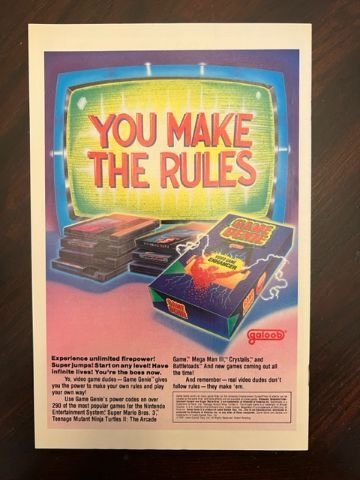 YOU MAKE
THE RULES
GAME
GENIE
VIDEO GAME
ENHANCER
GAME
GENIE
galoob®
Experience unlimited firepower!
Super jumps! Start on any level! Have
infinite lives! You're the boss now.
Yo, video game dudes — Game Genie™ gives
you the power to make your own rules and play
your own way!
Use Game Genie's power codes on over
290 of the most popular games for the Nintendo
Entertainment System: Super Mario Bros. 3,
Teenage Mutant Ninja Turtles II: The Arcade
Game,™ Mega Man III,™ Crystalis,™ and
Battletoads.™ And new games coming out all
the time!
And remember — real video dudes don't
follow rules — they make 'em.